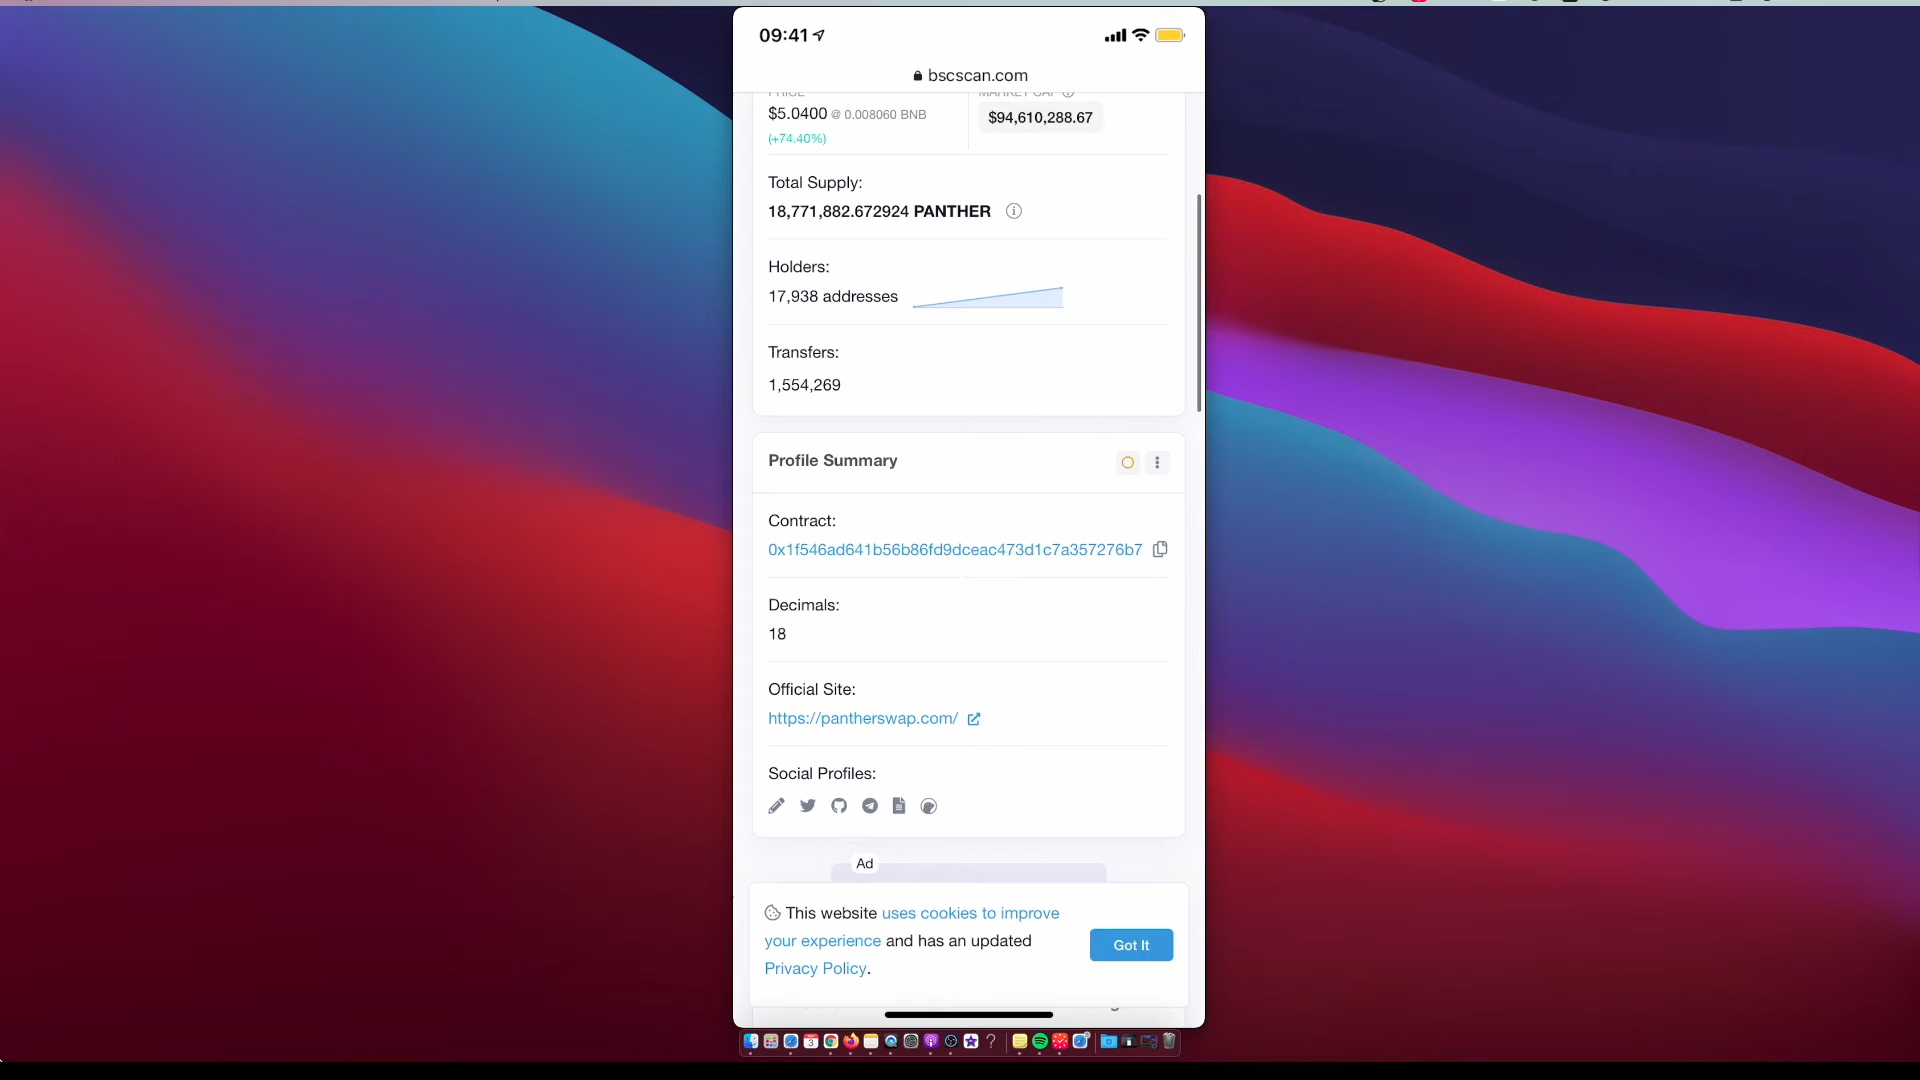 09:41
bscscan.com
PRICE
MARKET CAP
$5.0400 @ 0.008060 BNB
$94,610,288.67
(+74.40%)
Total Supply:
18,771,882.672924 PANTHER
Holders:
17,938 addresses
Transfers:
1,554,269
Profile Summary
Contract:
0x1f546ad641b56b86fd9dceac473d1c7a357276b7
Decimals:
18
Official Site:
https://pantherswap.com/
Social Profiles:
Ad
This website uses cookies to improve
your experience and has an updated
Privacy Policy.
Got It